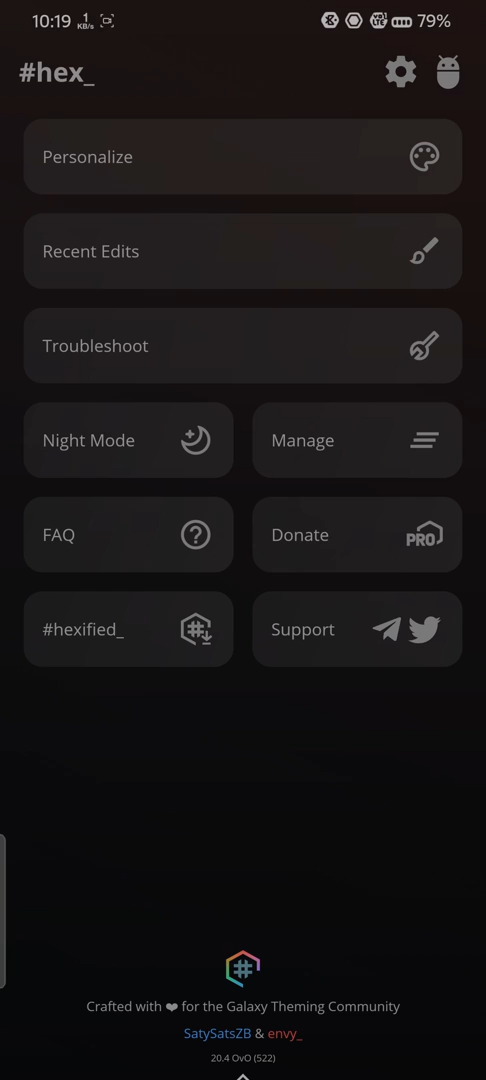 10:19 1 KB/s VoLTE 79%
#hex_
Personalize
Recent Edits
Troubleshoot
Night Mode
Manage
FAQ
Donate PRO
#hexified_
Support
#
Crafted with ❤ for the Galaxy Theming Community
SatySatsZB & envy_
20.4 OvO (522)